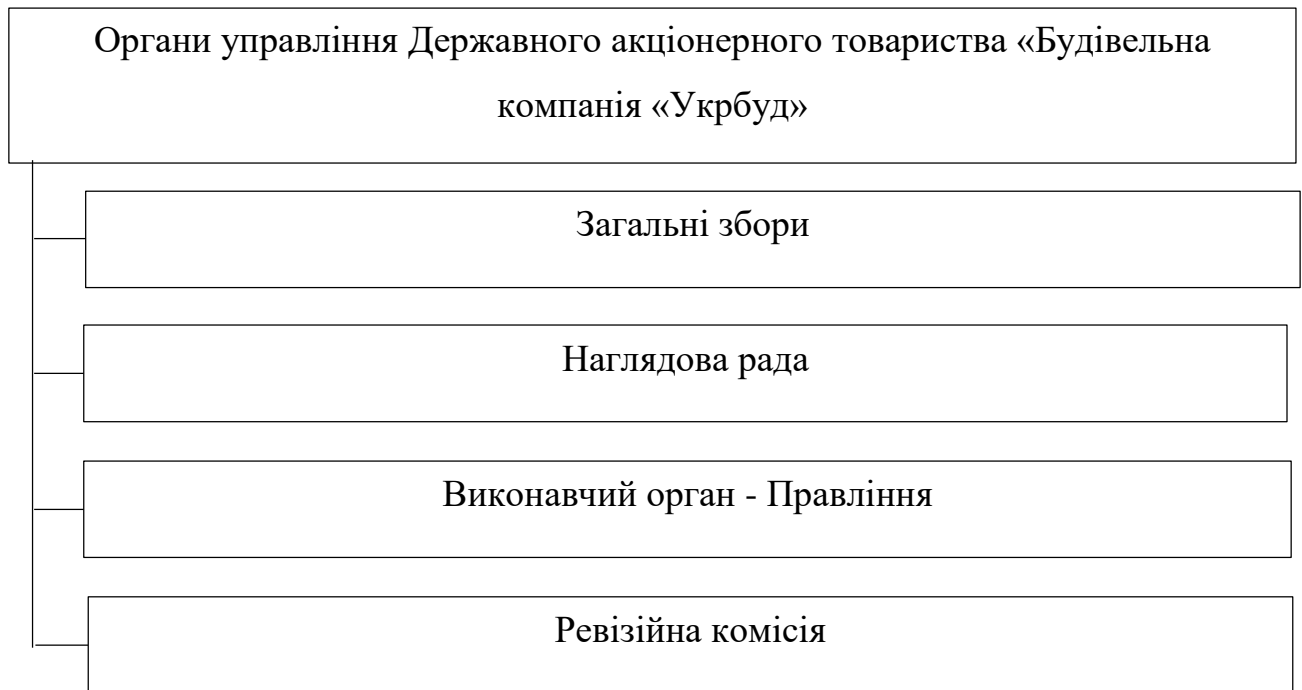 Органи управління Державного акціонерного товариства «Будівельна
компанія «Укрбуд»
Загальні збори
Наглядова рада
Виконавчий орган - Правління
Ревізійна комісія